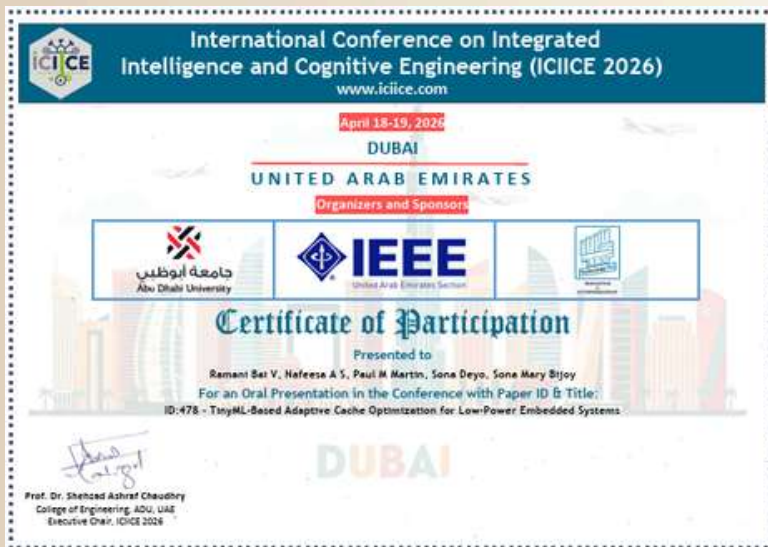 iCIICE
International Conference on Integrated
Intelligence and Cognitive Engineering (ICIICE 2026)
www.iciice.com
April 18-19, 2026
DUBAI
UNITED ARAB EMIRATES
Organizers and Sponsors
جامعة أبوظبي
Abu Dhabi University
IEEE
United Arab Emirates Section
Certificate of Participation
Presented to
Ramani Bai V, Nafeesa A S, Paul M Martin, Sona Deyo, Sona Mary Bijoy
For an Oral Presentation in the Conference with Paper ID & Title:
ID:478 - TinyML-Based Adaptive Cache Optimization for Low-Power Embedded Systems
DUBAI
Prof. Dr. Shehzad Ashraf Chaudhry
College of Engineering, ADU, UAE
Executive Chair, ICIICE 2026